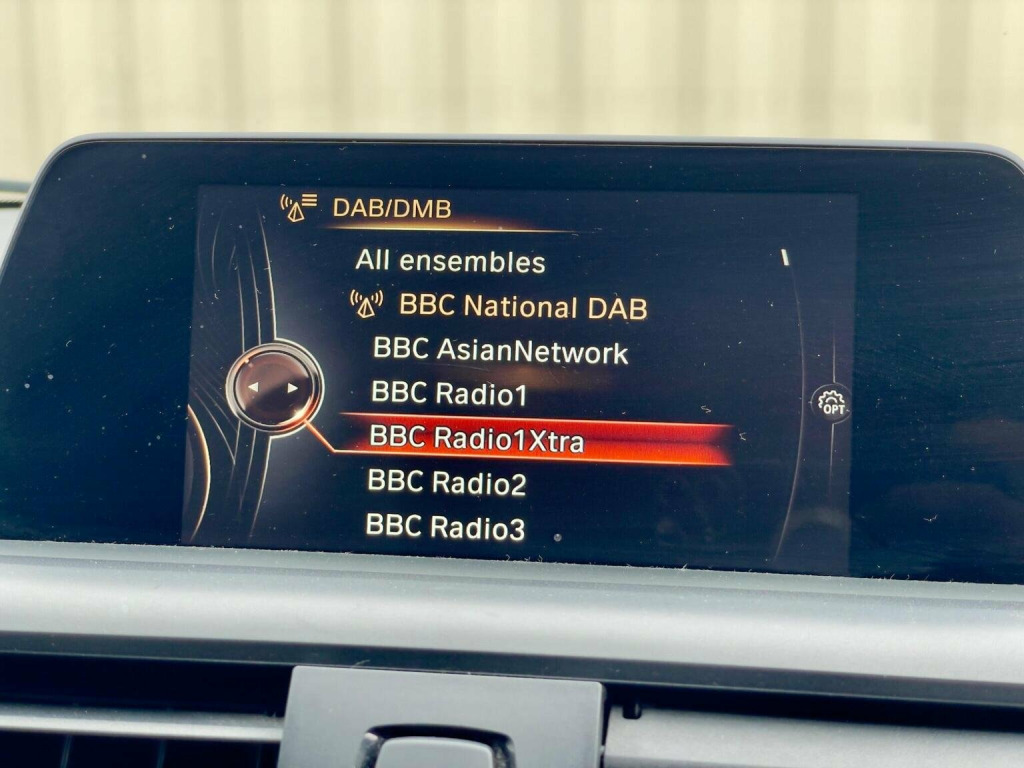 DAB/DMB
All ensembles
BBC National DAB
BBC AsianNetwork
BBC Radio1
BBC Radio1Xtra
BBC Radio2
BBC Radio3
OPT